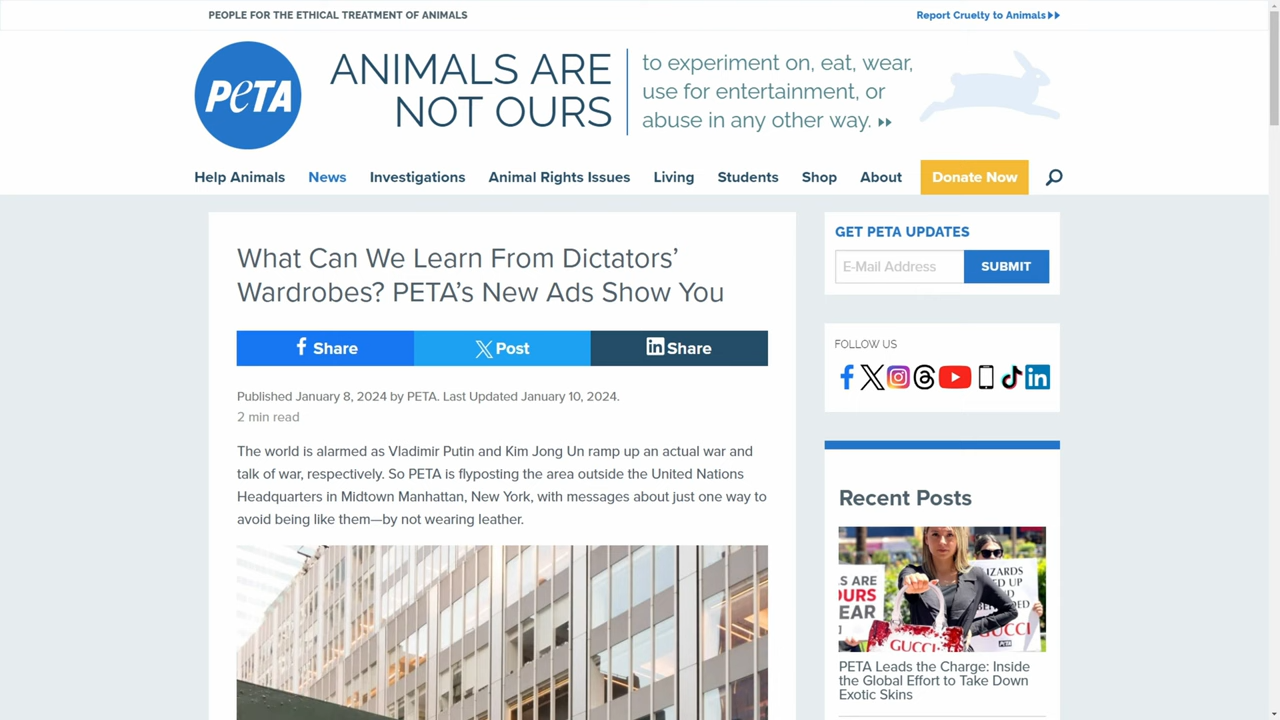 PEOPLE FOR THE ETHICAL TREATMENT OF ANIMALS
Report Cruelty to Animals
PeTA
ANIMALS ARE
NOT OURS
to experiment on, eat, wear,
use for entertainment, or
abuse in any other way.
Help Animals News Investigations Animal Rights Issues Living Students Shop About Donate Now
What Can We Learn From Dictators’
Wardrobes? PETA’s New Ads Show You
Share Post Share
Published January 8, 2024 by PETA. Last Updated January 10, 2024.
2 min read
The world is alarmed as Vladimir Putin and Kim Jong Un ramp up an actual war and
talk of war, respectively. So PETA is flyposting the area outside the United Nations
Headquarters in Midtown Manhattan, New York, with messages about just one way to
avoid being like them—by not wearing leather.
GET PETA UPDATES
E-Mail Address SUBMIT
FOLLOW US
Recent Posts
GUCCI
GUCCI
PETA Leads the Charge: Inside
the Global Effort to Take Down
Exotic Skins